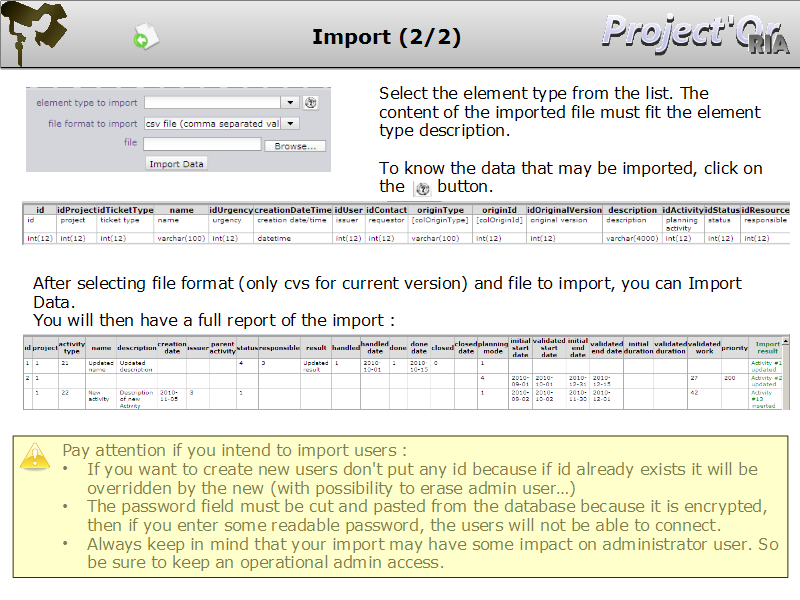 Import (2/2)
Project'Or
RIA
element type to import
file format to import csv file (comma separated val
file Browse...
Import Data
Select the element type from the list. The
content of the imported file must fit the element
type description.
To know the data that may be imported, click on
the button.
id idProject idTicketType name idUrgency creationDateTime idUser idContact originType originId idOriginalVersion description idActivity idStatus idResource
id project ticket type name urgency creation date/time issuer requestor [colOriginType] [colOriginId] original version description planning activity status responsible
int(12) int(12) int(12) varchar(100) int(12) datetime int(12) int(12) varchar(100) int(12) int(12) varchar(4000) int(12) int(12) int(12)
After selecting file format (only cvs for current version) and file to import, you can Import
Data.
You will then have a full report of the import :
id project activity type name description creation date issuer parent activity status responsible result handled handled date done done date closed closed date planning mode initial start date validated start date initial end date validated end date initial duration validated duration validated work priority Import result
1 1 21 Updated name Updated description 4 3 Updated result 1 2010-10-01 1 2010-10-15 0 1 Activity #1 updated
2 1 4 2010-09-01 2010-10-01 2010-12-31 2010-12-15 27 200 Activity #2 updated
1 22 New activity Description of new Activity 2010-11-05 3 1 1 2010-09-02 2010-10-02 2010-11-30 2010-12-01 42 Activity #13 inserted
Pay attention if you intend to import users :
• If you want to create new users don't put any id because if id already exists it will be
overridden by the new (with possibility to erase admin user…)
• The password field must be cut and pasted from the database because it is encrypted,
then if you enter some readable password, the users will not be able to connect.
• Always keep in mind that your import may have some impact on administrator user. So
be sure to keep an operational admin access.